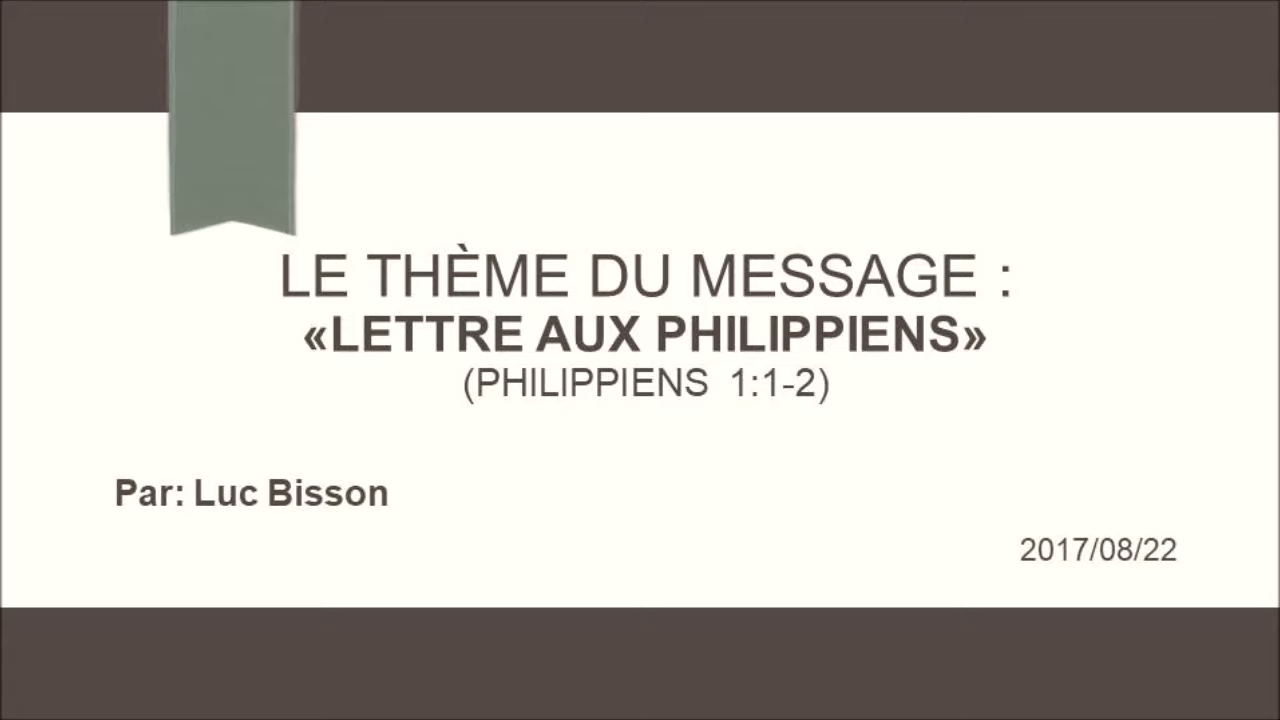 LE THÈME DU MESSAGE :
«LETTRE AUX PHILIPPIENS»
(PHILIPPIENS 1:1-2)
Par: Luc Bisson
2017/08/22